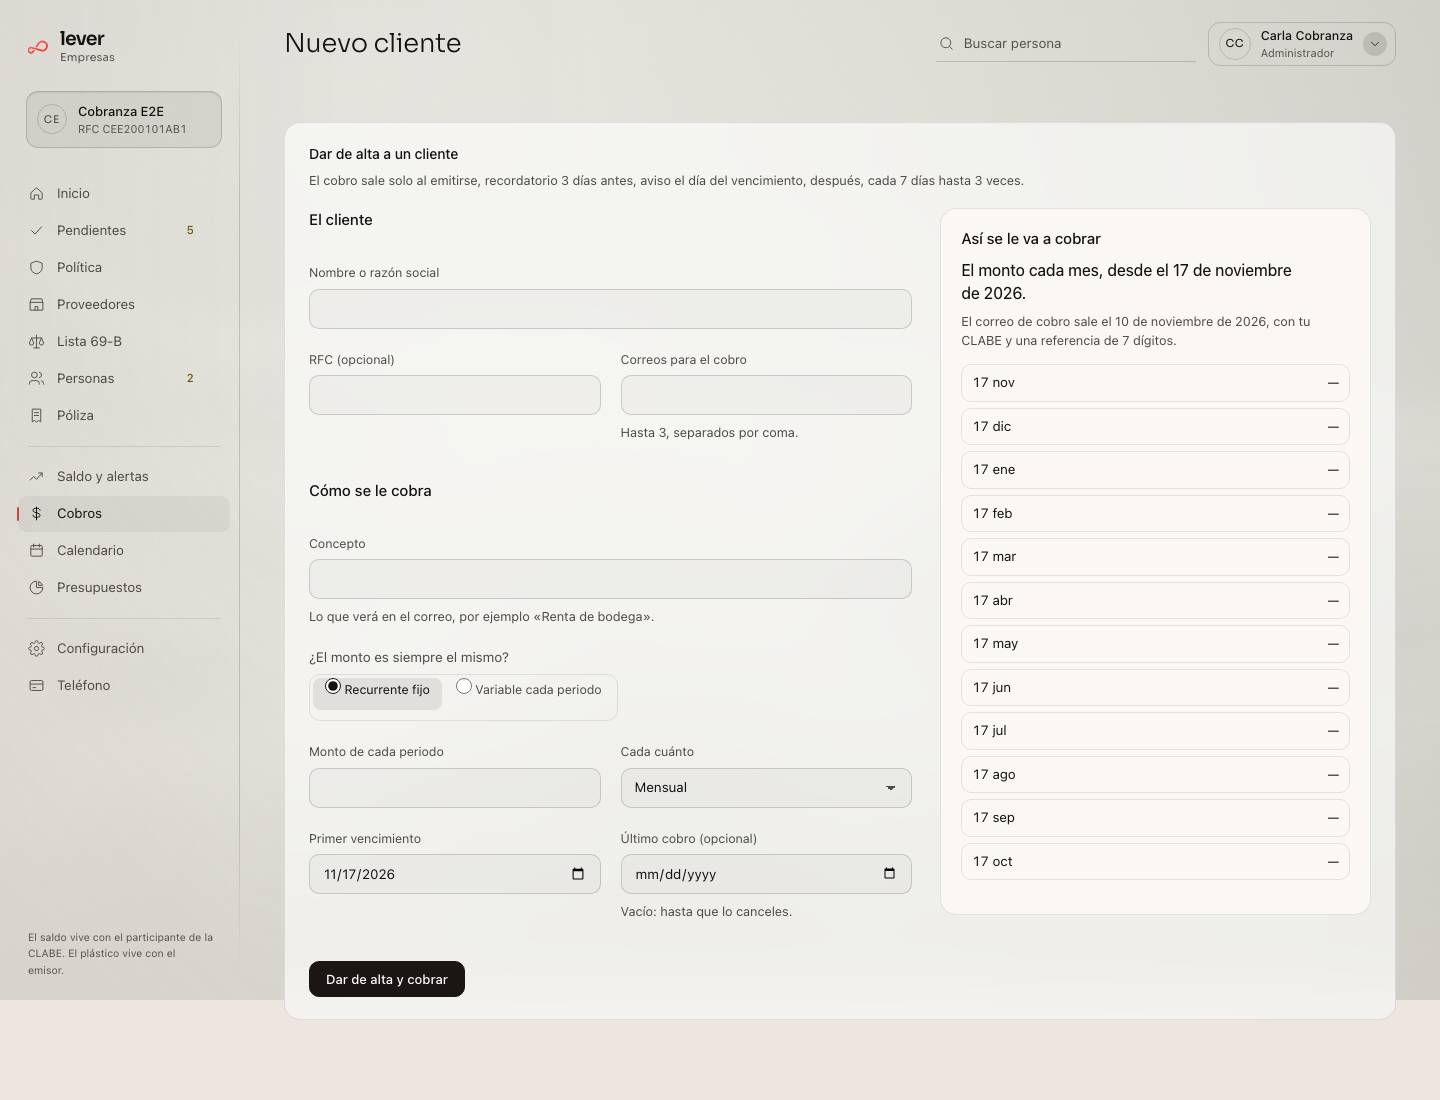 lever
Empresas
Nuevo cliente
Buscar persona
CC
Carla Cobranza
Administrador
CE
Cobranza E2E
RFC CEE200101AB1
Inicio
Pendientes 5
Política
Proveedores
Lista 69-B
Personas 2
Póliza
Saldo y alertas
Cobros
Calendario
Presupuestos
Configuración
Teléfono
El saldo vive con el participante de la
CLABE. El plástico vive con el
emisor.
Dar de alta a un cliente
El cobro sale solo al emitirse, recordatorio 3 días antes, aviso el día del vencimiento, después, cada 7 días hasta 3 veces.
El cliente
Nombre o razón social
RFC (opcional)
Correos para el cobro
Hasta 3, separados por coma.
Cómo se le cobra
Concepto
Lo que verá en el correo, por ejemplo «Renta de bodega».
¿El monto es siempre el mismo?
Recurrente fijo
Variable cada periodo
Monto de cada periodo
Cada cuánto
Mensual
Primer vencimiento
11/17/2026
Último cobro (opcional)
mm/dd/yyyy
Vacío: hasta que lo canceles.
Dar de alta y cobrar
Así se le va a cobrar
El monto cada mes, desde el 17 de noviembre
de 2026.
El correo de cobro sale el 10 de noviembre de 2026, con tu
CLABE y una referencia de 7 dígitos.
17 nov —
17 dic —
17 ene —
17 feb —
17 mar —
17 abr —
17 may —
17 jun —
17 jul —
17 ago —
17 sep —
17 oct —